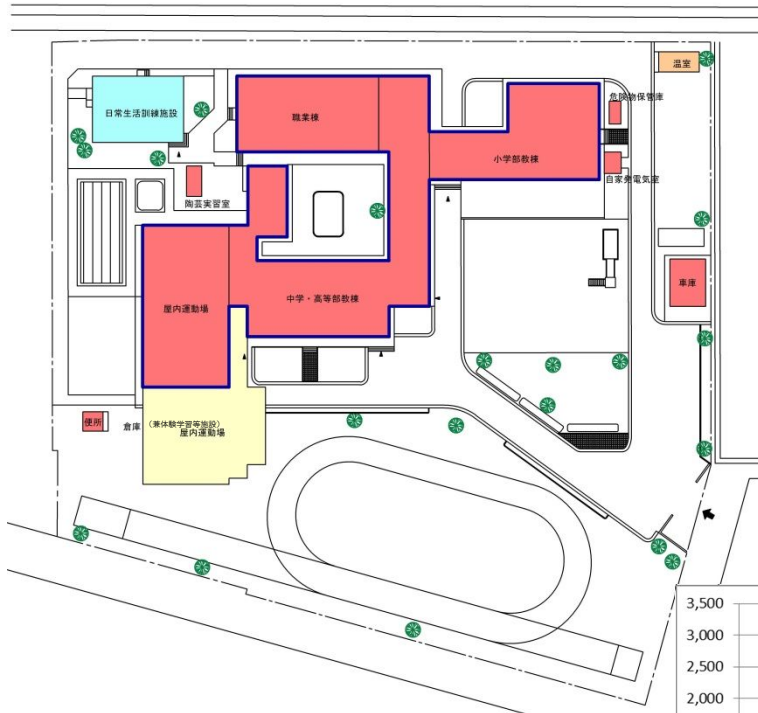 温室
日常生活訓練施設
職業棟
危険物保管庫
小学部教棟
自家発電気室
陶芸実習室
車庫
屋内運動場
中学・高等部教棟
便所
倉庫
(兼体験学習等施設)
屋内運動場
3,500
3,000
2,500
2,000